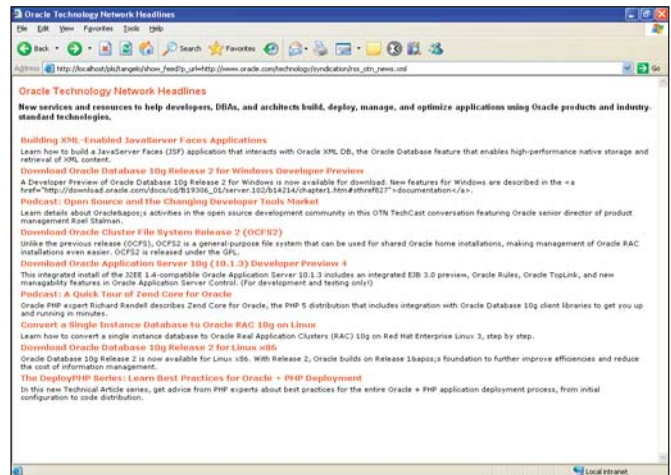 Oracle Technology Network Headlines
File Edit View Favorites Tools Help
Back Search Favorites
Address http://localhost/pls/tangelo/show_feed?p_url=http://www.oracle.com/technology/syndication/rss_otn_news.xml Go
Oracle Technology Network Headlines
New services and resources to help developers, DBAs, and architects build, deploy, manage, and optimize applications using Oracle products and industry-
standard technologies.
Building XML-Enabled JavaServer Faces Applications
Learn how to build a JavaServer Faces (JSF) application that interacts with Oracle XML DB, the Oracle Database feature that enables high-performance native storage and
retrieval of XML content.
Download Oracle Database 10g Release 2 for Windows Developer Preview
A Developer Preview of Oracle Database 10g Release 2 for Windows is now available for download. New features for Windows are described in the <a
href="http://download.oracle.com/docs/cd/B19306_01/server.102/b14214/chapter1.htm#sthref827">documentation</a>.
Podcast: Open Source and the Changing Developer Tools Market
Learn details about Oracle&apos;s activities in the open source development community in this OTN TechCast conversation featuring Oracle senior director of product
management Roel Stalman.
Download Oracle Cluster File System Release 2 (OCFS2)
Unlike the previous release (OCFS), OCFS2 is a general-purpose file system that can be used for shared Oracle home installations, making management of Oracle RAC
installations even easier. OCFS2 is released under the GPL.
Download Oracle Application Server 10g (10.1.3) Developer Preview 4
This integrated install of the J2EE 1.4-compatible Oracle Application Server 10.1.3 includes an integrated EJB 3.0 preview, Oracle Rules, Oracle TopLink, and new
managability features in Oracle Application Server Control. (For development and testing only!)
Podcast: A Quick Tour of Zend Core for Oracle
Oracle PHP expert Richard Rendell describes Zend Core for Oracle, the PHP 5 distribution that includes integration with Oracle Database 10g client libraries to get you up
and running in minutes.
Convert a Single Instance Database to Oracle RAC 10g on Linux
Learn how to convert a single instance database to Oracle Real Application Clusters (RAC) 10g on Red Hat Enterprise Linux 3, step by step.
Download Oracle Database 10g Release 2 for Linux x86
Oracle Database 10g Release 2 is now available for Linux x86. With Release 2, Oracle builds on Release 1&apos;s foundation to further improve efficiencies and reduce
the cost of information management.
The DeployPHP Series: Learn Best Practices for Oracle + PHP Deployment
In this new Technical Article series, get advice from PHP experts about best practices for the entire Oracle + PHP application deployment process, from initial
configuration to code distribution.
Local intranet